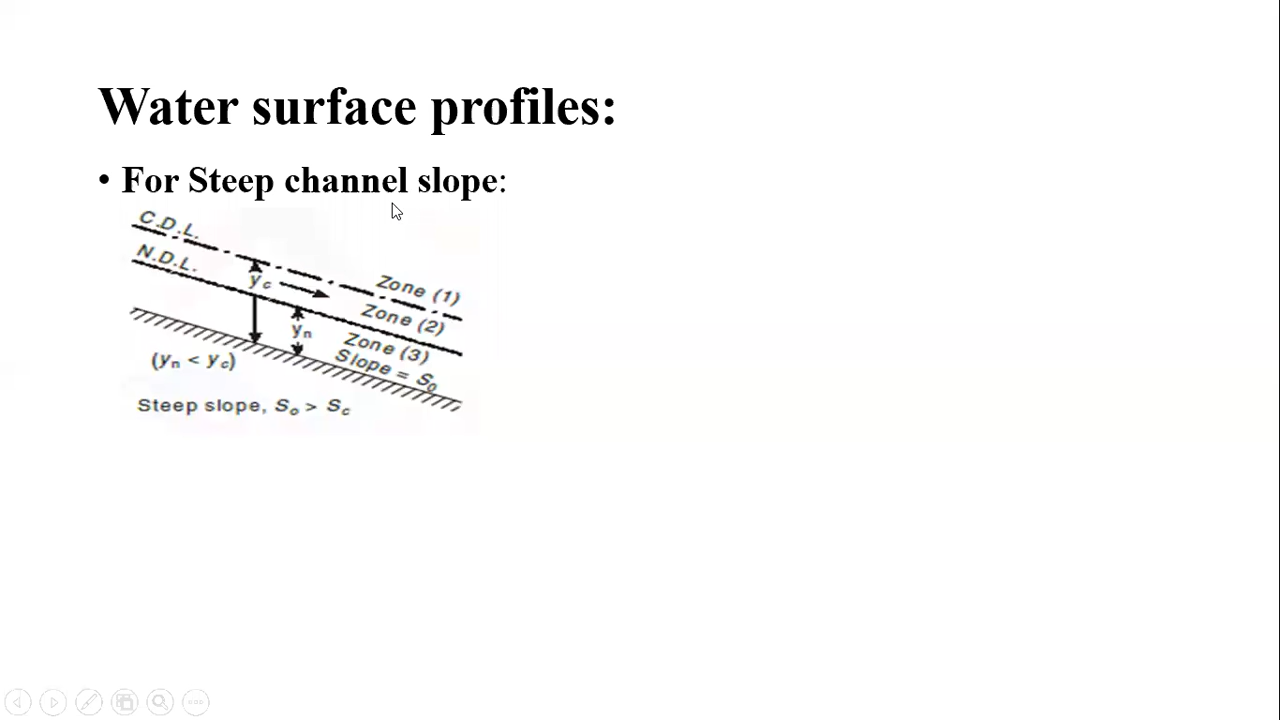 Water surface profiles:
• For Steep channel slope:
C.D.L.
N.D.L.
yc
Zone (1)
Zone (2)
yn
Zone (3)
Slope = S0
(yn < yc)
Steep slope, So > Sc